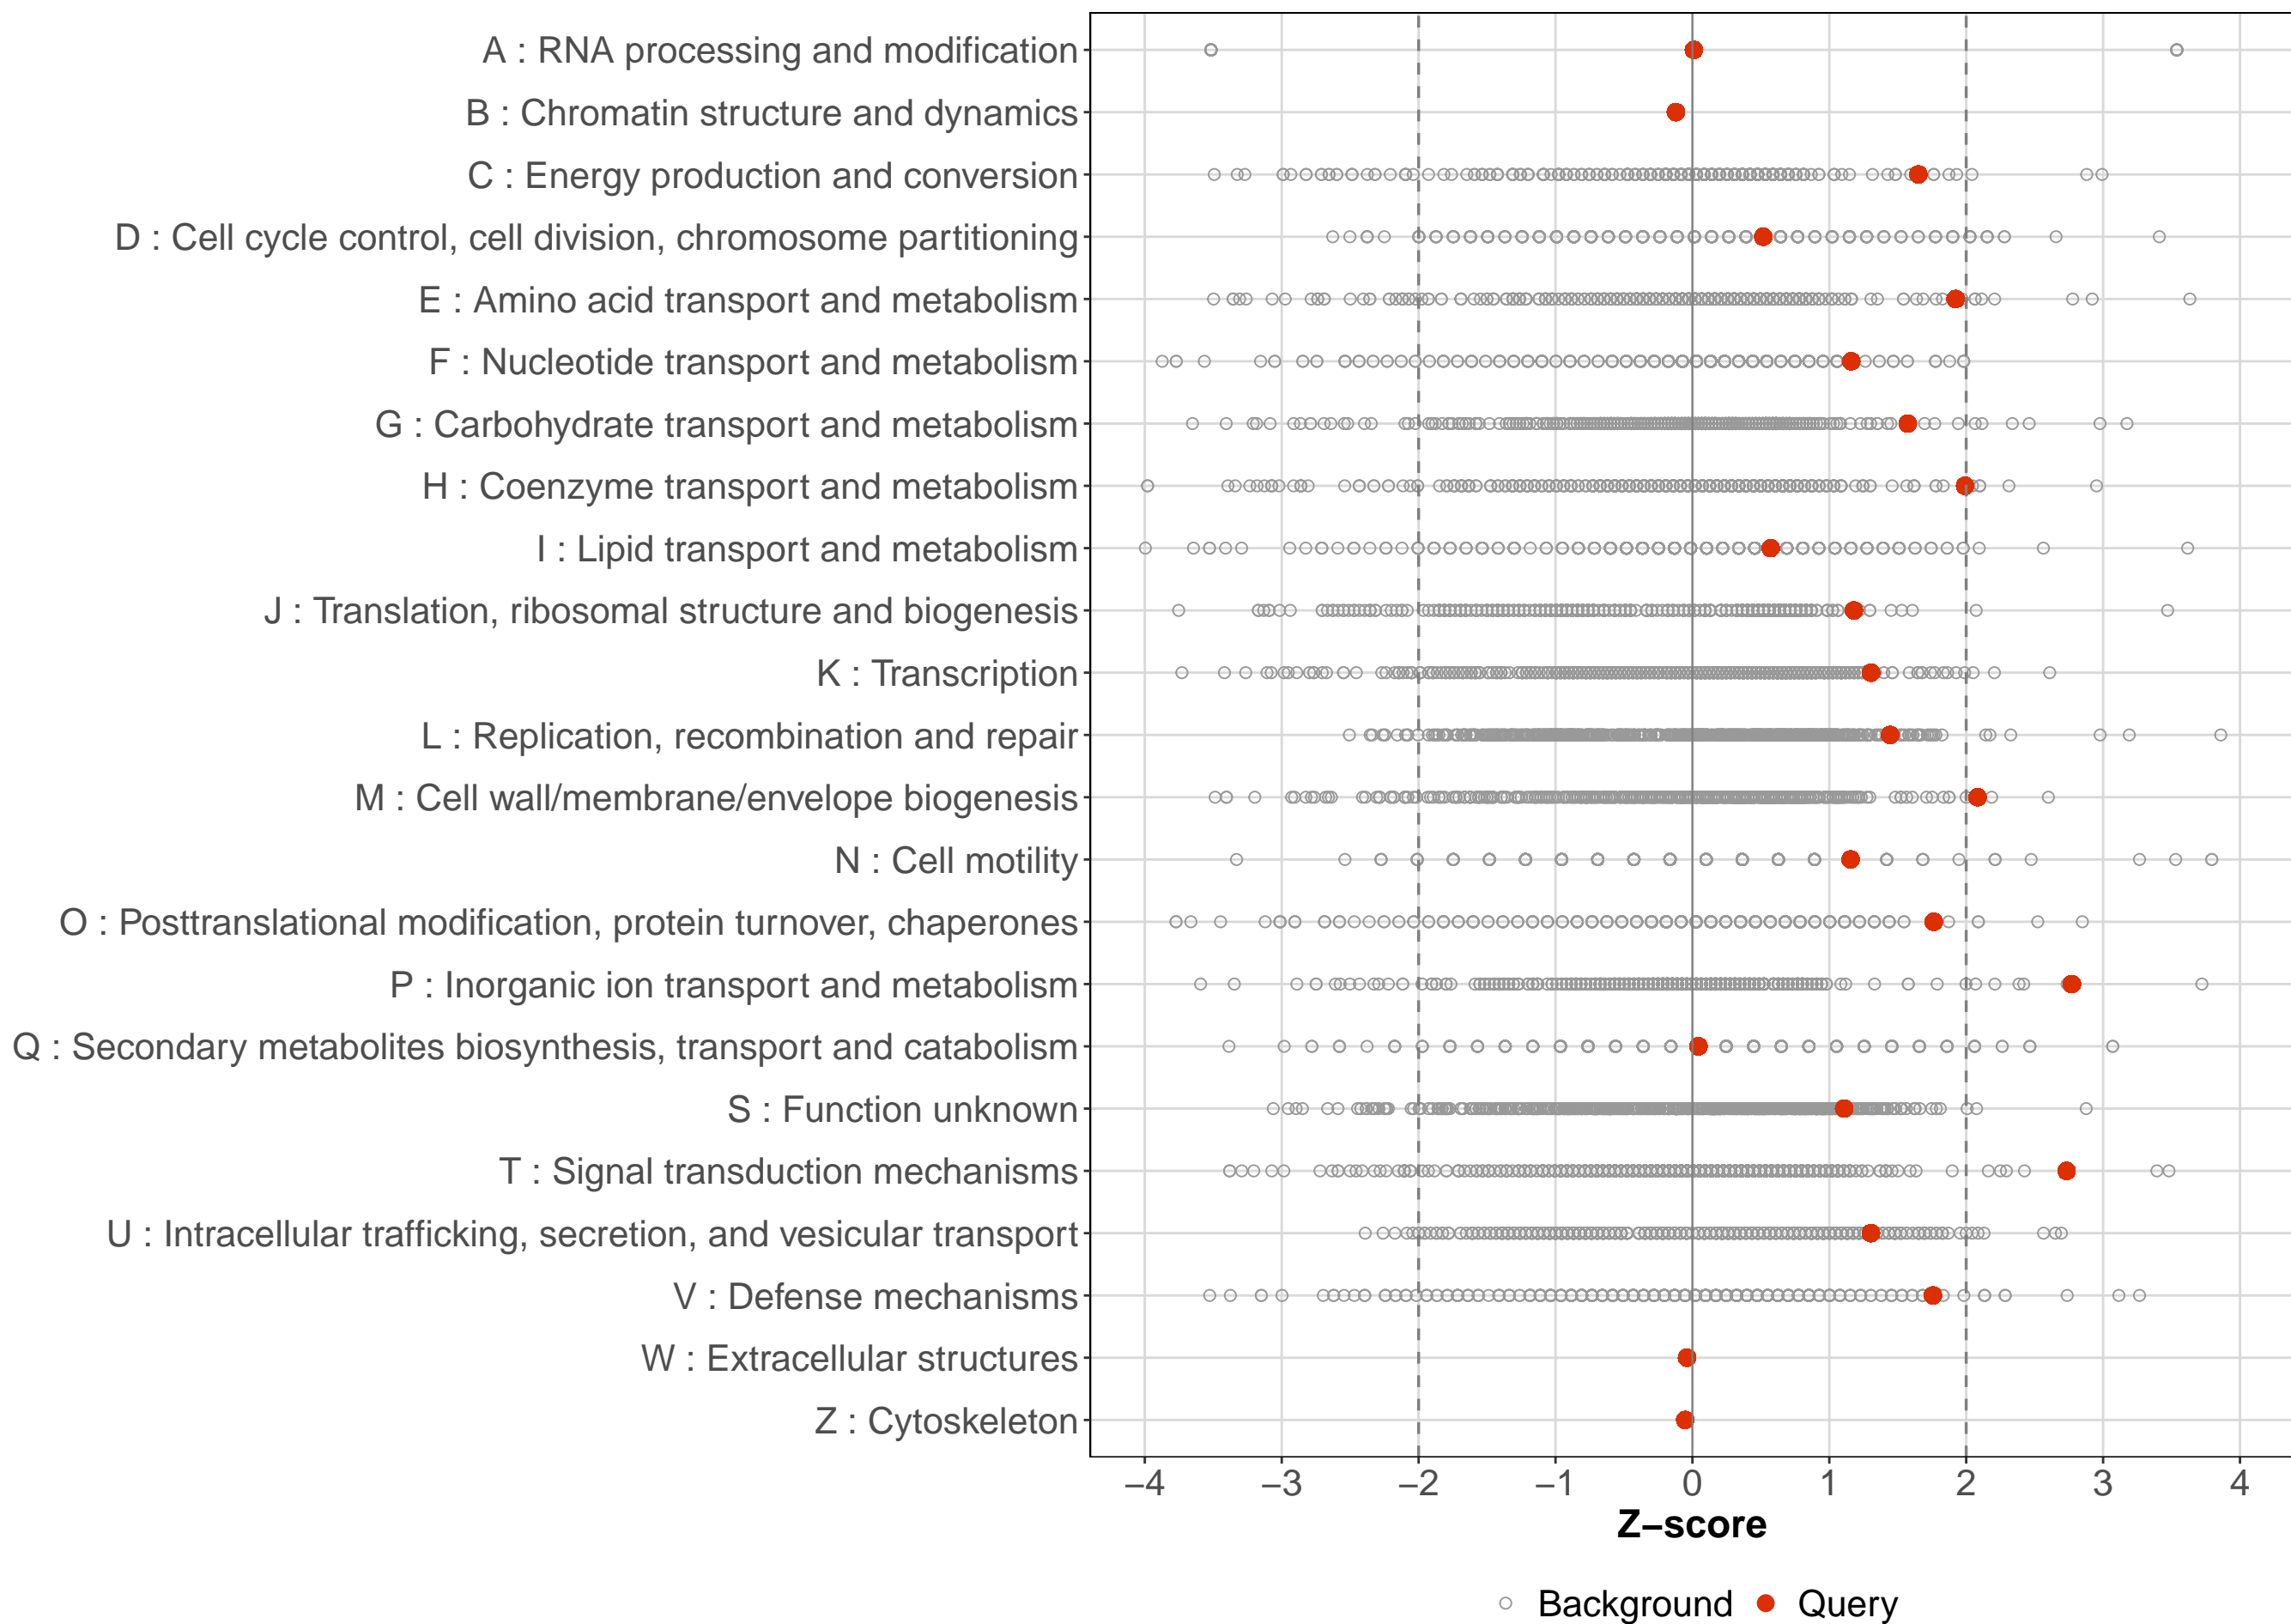 A : RNA processing and modification
B : Chromatin structure and dynamics
C : Energy production and conversion
D : Cell cycle control, cell division, chromosome partitioning
E : Amino acid transport and metabolism
F : Nucleotide transport and metabolism
G : Carbohydrate transport and metabolism
H : Coenzyme transport and metabolism
I : Lipid transport and metabolism
J : Translation, ribosomal structure and biogenesis
K : Transcription
L : Replication, recombination and repair
M : Cell wall/membrane/envelope biogenesis
N : Cell motility
O : Posttranslational modification, protein turnover, chaperones
P : Inorganic ion transport and metabolism
Q : Secondary metabolites biosynthesis, transport and catabolism
S : Function unknown
T : Signal transduction mechanisms
U : Intracellular trafficking, secretion, and vesicular transport
V : Defense mechanisms
W : Extracellular structures
Z : Cytoskeleton
−4 −3 −2 −1 0 1 2 3 4
Z−score
Background Query